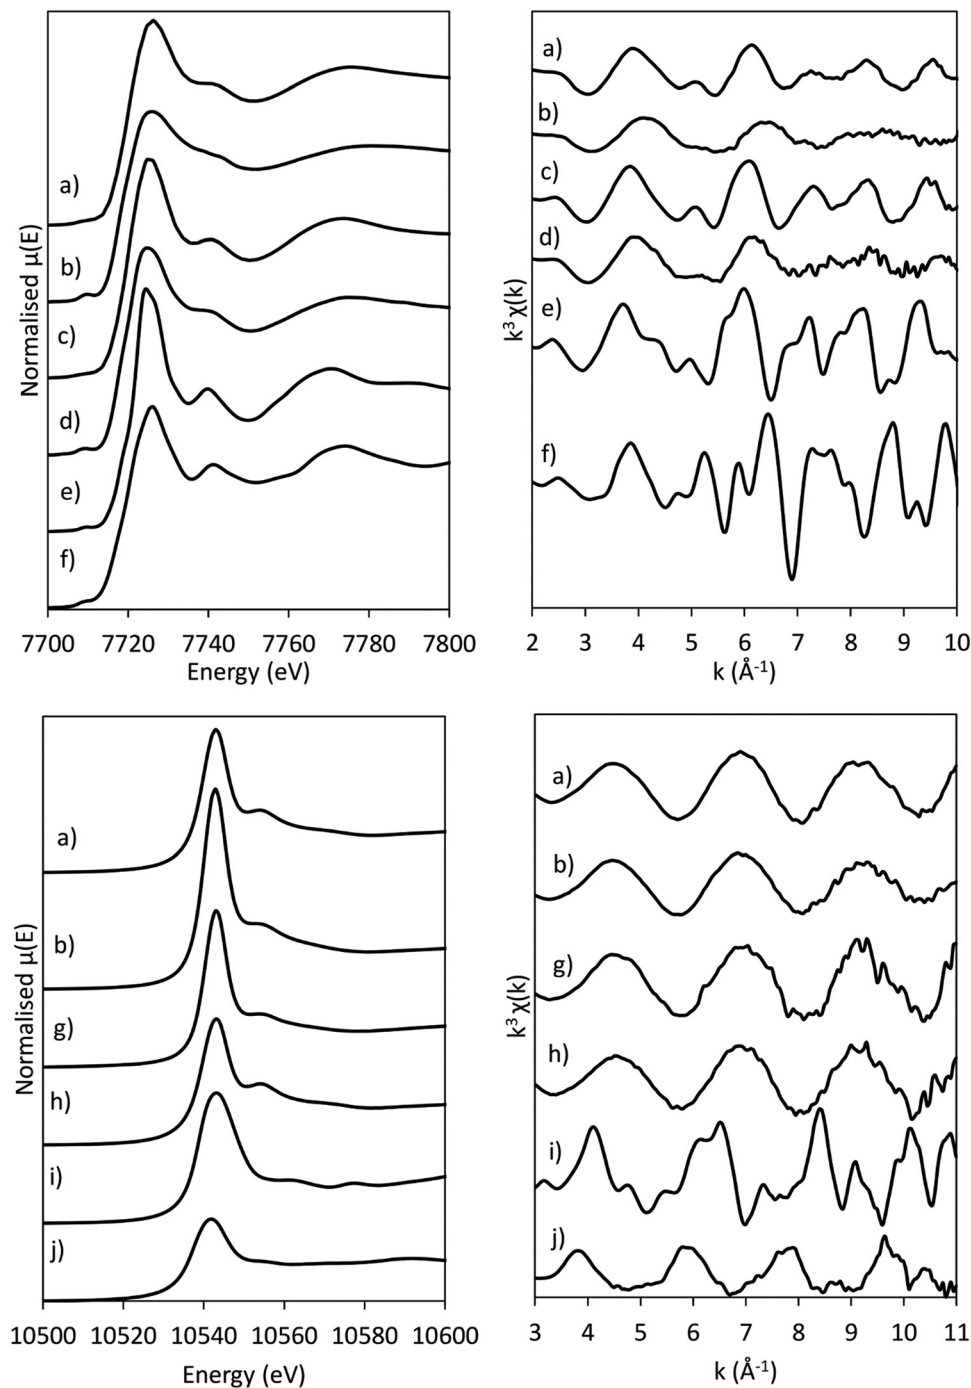 Normalised μ(E)
a)
b)
c)
d)
e)
f)
7700 7720 7740 7760 7780 7800
Energy (eV)
k³ χ(k)
a)
b)
c)
d)
e)
f)
2 3 4 5 6 7 8 9 10
k (Å⁻¹)
Normalised μ(E)
a)
b)
g)
h)
i)
j)
10500 10520 10540 10560 10580 10600
Energy (eV)
k³ χ(k)
a)
b)
g)
h)
i)
j)
3 4 5 6 7 8 9 10 11
k (Å⁻¹)